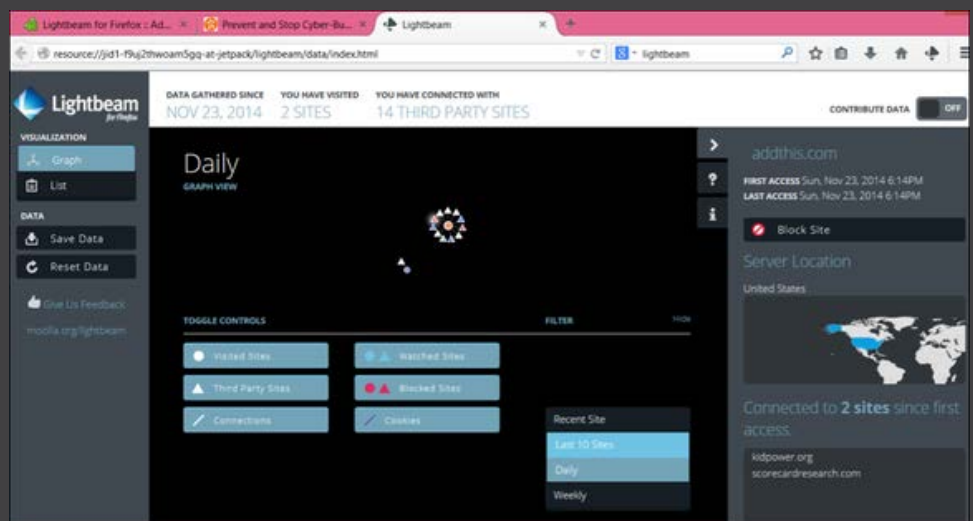 Lightbeam for Firefox :: Ad...
Prevent and Stop Cyber-Bu...
Lightbeam
resource://jid1-f9uj2thwoam5gq-at-jetpack/lightbeam/data/index.html
lightbeam
Lightbeam
for Firefox
DATA GATHERED SINCE
NOV 23, 2014
YOU HAVE VISITED
2 SITES
YOU HAVE CONNECTED WITH
14 THIRD PARTY SITES
CONTRIBUTE DATA
OFF
VISUALIZATION
Graph
List
DATA
Save Data
Reset Data
Give Us Feedback
mozilla.org/lightbeam
Daily
GRAPH VIEW
TOGGLE CONTROLS
Visited Sites
Watched Sites
Third Party Sites
Blocked Sites
Connections
Cookies
FILTER
HIDE
Recent Site
Last 10 Sites
Daily
Weekly
addthis.com
FIRST ACCESS Sun, Nov 23, 2014 6:14PM
LAST ACCESS Sun, Nov 23, 2014 6:14PM
Block Site
Server Location
United States
Connected to 2 sites since first
access.
kidpower.org
scorecardresearch.com